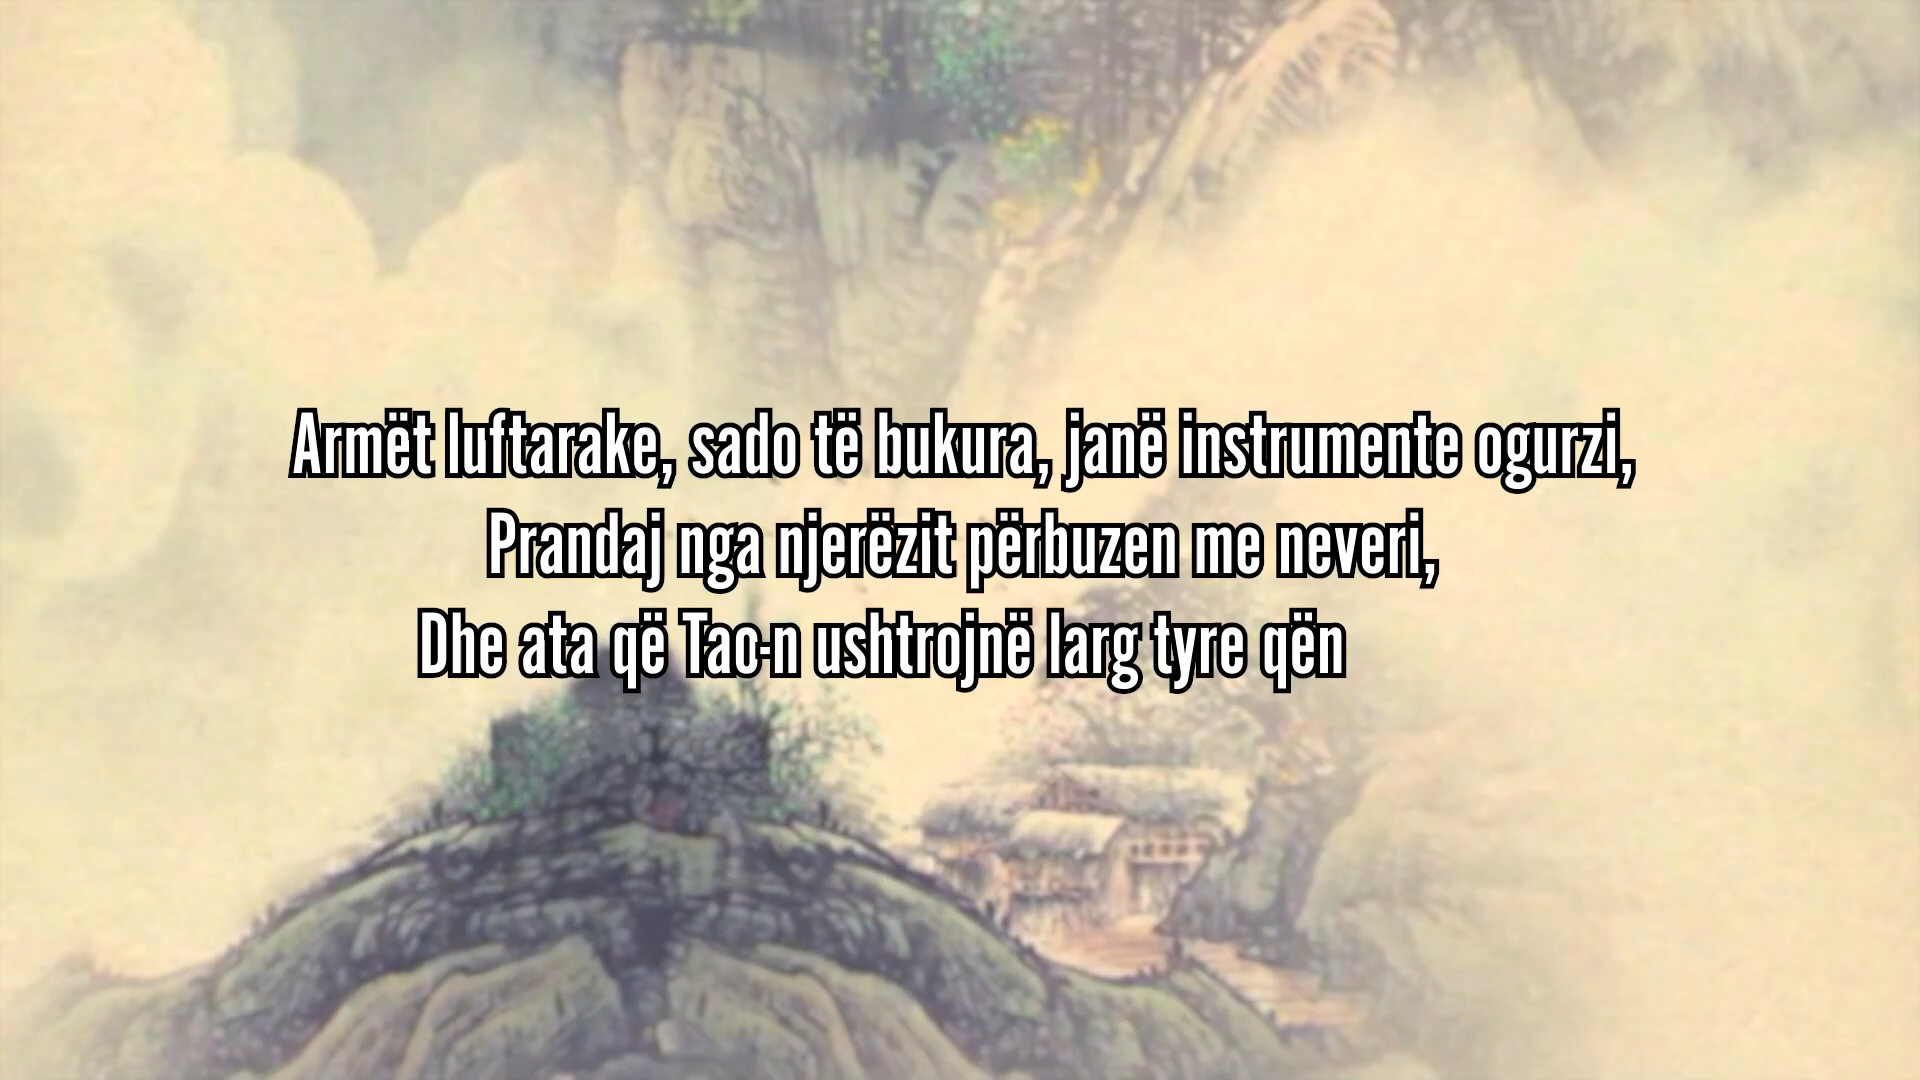 Armët luftarake, sado të bukura, janë instrumente ogurzi,
Prandaj nga njerëzit përbuzen me neveri,
Dhe ata që Tao-n ushtrojnë larg tyre qën